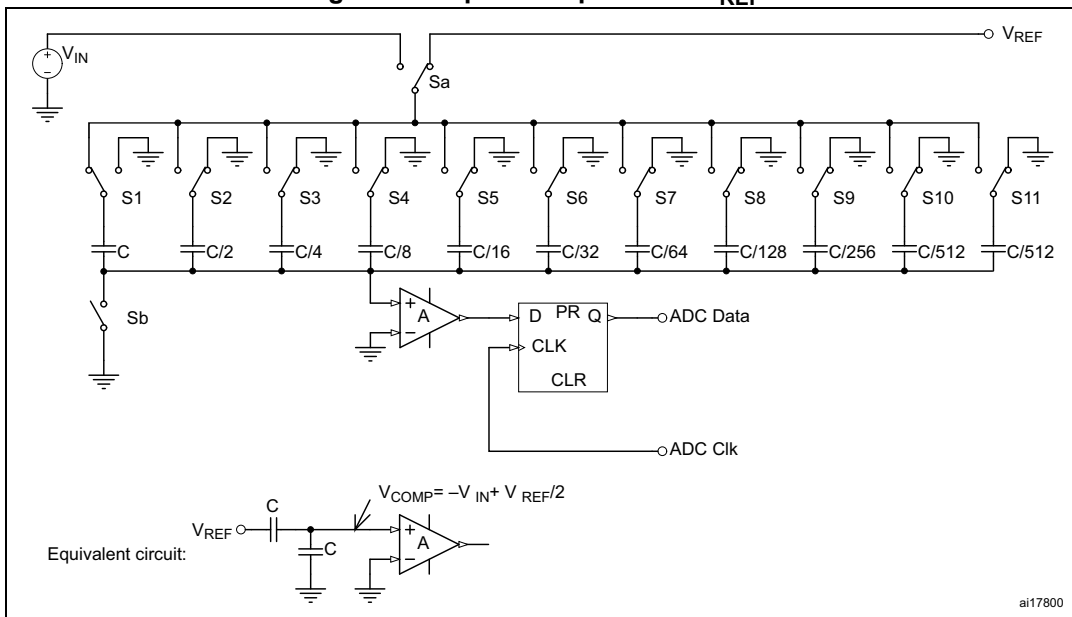 REF
V_IN
V_REF
Sa
S1 S2 S3 S4 S5 S6 S7 S8 S9 S10 S11
C C/2 C/4 C/8 C/16 C/32 C/64 C/128 C/256 C/512 C/512
Sb
+
−
A
D PR Q
CLK
CLR
ADC Data
ADC Clk
V_COMP= –V_IN+ V_REF/2
C
V_REF
C
+
−
A
Equivalent circuit:
ai17800